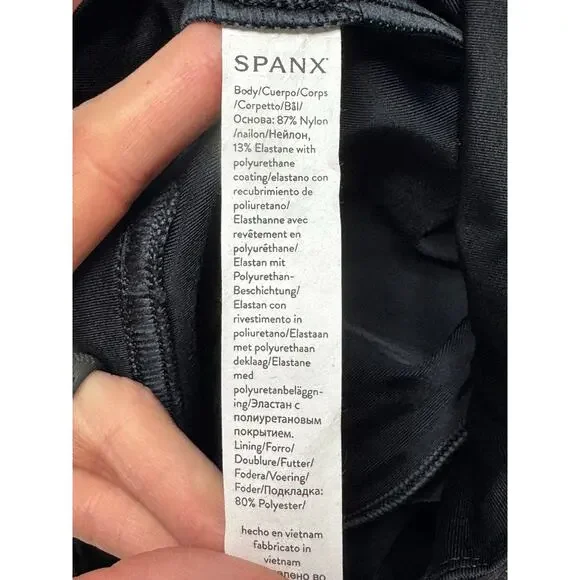 SPANX
Body/Cuerpo/Corps
/Corpetto/Bål/
Основа: 87% Nylon
/nailon/Нейлон,
13% Elastane with
polyurethane
coating/elastano con
recubrimiento de
poliuretano/
Elasthanne avec
revêtement en
polyuréthane/
Elastan mit
Polyurethan-
Beschichtung/
Elastan con
rivestimento in
poliuretano/Elastaan
met polyurethaan
deklaag/Elastane
med
polyuretanbeläggn-
ing/Эластан с
полиуретановым
покрытием.
Lining/Forro/
Doublure/Futter/
Fodera/Voering/
Foder/Подкладка:
80% Polyester/
hecho en vietnam
fabbricato in
vietnam